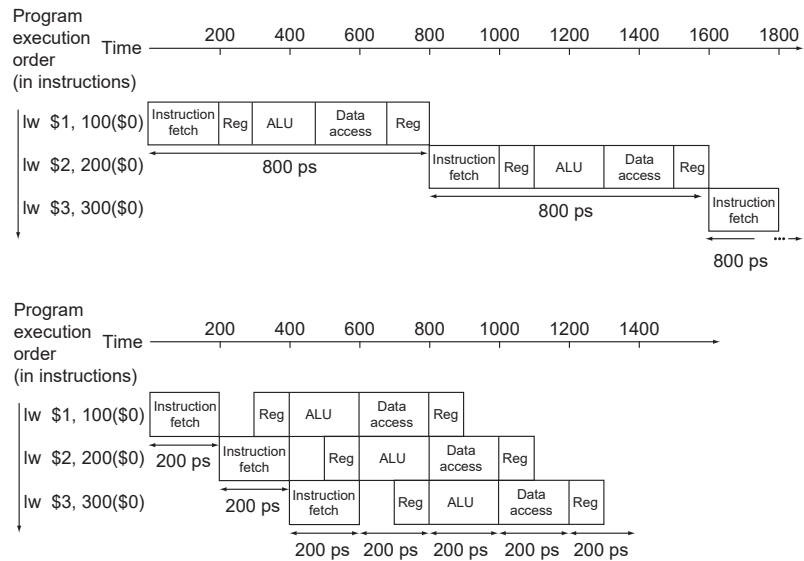 Program
execution
order
(in instructions)
Time
200 400 600 800 1000 1200 1400 1600 1800
lw $1, 100($0)
Instruction
fetch
Reg
ALU
Data
access
Reg
800 ps
lw $2, 200($0)
Instruction
fetch
Reg
ALU
Data
access
Reg
800 ps
lw $3, 300($0)
Instruction
fetch
...
800 ps
Program
execution
order
(in instructions)
Time
200 400 600 800 1000 1200 1400
lw $1, 100($0)
Instruction
fetch
Reg
ALU
Data
access
Reg
200 ps
lw $2, 200($0)
Instruction
fetch
Reg
ALU
Data
access
Reg
200 ps
lw $3, 300($0)
Instruction
fetch
Reg
ALU
Data
access
Reg
200 ps 200 ps 200 ps 200 ps 200 ps